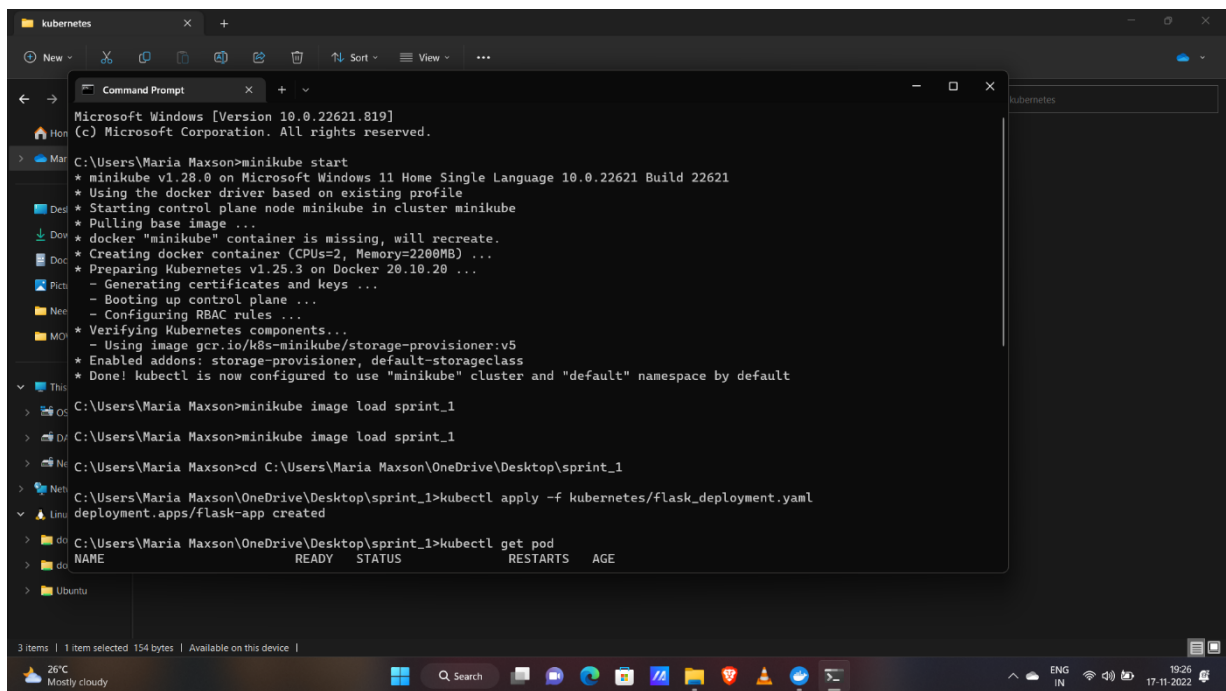 kubernetes
New
Sort
View
Command Prompt
kubernetes
Microsoft Windows [Version 10.0.22621.819]
(c) Microsoft Corporation. All rights reserved.
C:\Users\Maria Maxson>minikube start
* minikube v1.28.0 on Microsoft Windows 11 Home Single Language 10.0.22621 Build 22621
* Using the docker driver based on existing profile
* Starting control plane node minikube in cluster minikube
* Pulling base image ...
* docker "minikube" container is missing, will recreate.
* Creating docker container (CPUs=2, Memory=2200MB) ...
* Preparing Kubernetes v1.25.3 on Docker 20.10.20 ...
- Generating certificates and keys ...
- Booting up control plane ...
- Configuring RBAC rules ...
* Verifying Kubernetes components...
- Using image gcr.io/k8s-minikube/storage-provisioner:v5
* Enabled addons: storage-provisioner, default-storageclass
* Done! kubectl is now configured to use "minikube" cluster and "default" namespace by default
C:\Users\Maria Maxson>minikube image load sprint_1
C:\Users\Maria Maxson>minikube image load sprint_1
C:\Users\Maria Maxson>cd C:\Users\Maria Maxson\OneDrive\Desktop\sprint_1
C:\Users\Maria Maxson\OneDrive\Desktop\sprint_1>kubectl apply -f kubernetes/flask_deployment.yaml
deployment.apps/flask-app created
C:\Users\Maria Maxson\OneDrive\Desktop\sprint_1>kubectl get pod
NAME READY STATUS RESTARTS AGE
This
Ubuntu
3 items | 1 item selected 154 bytes | Available on this device |
26°C
Mostly cloudy
Search
ENG
IN
19:26
17-11-2022